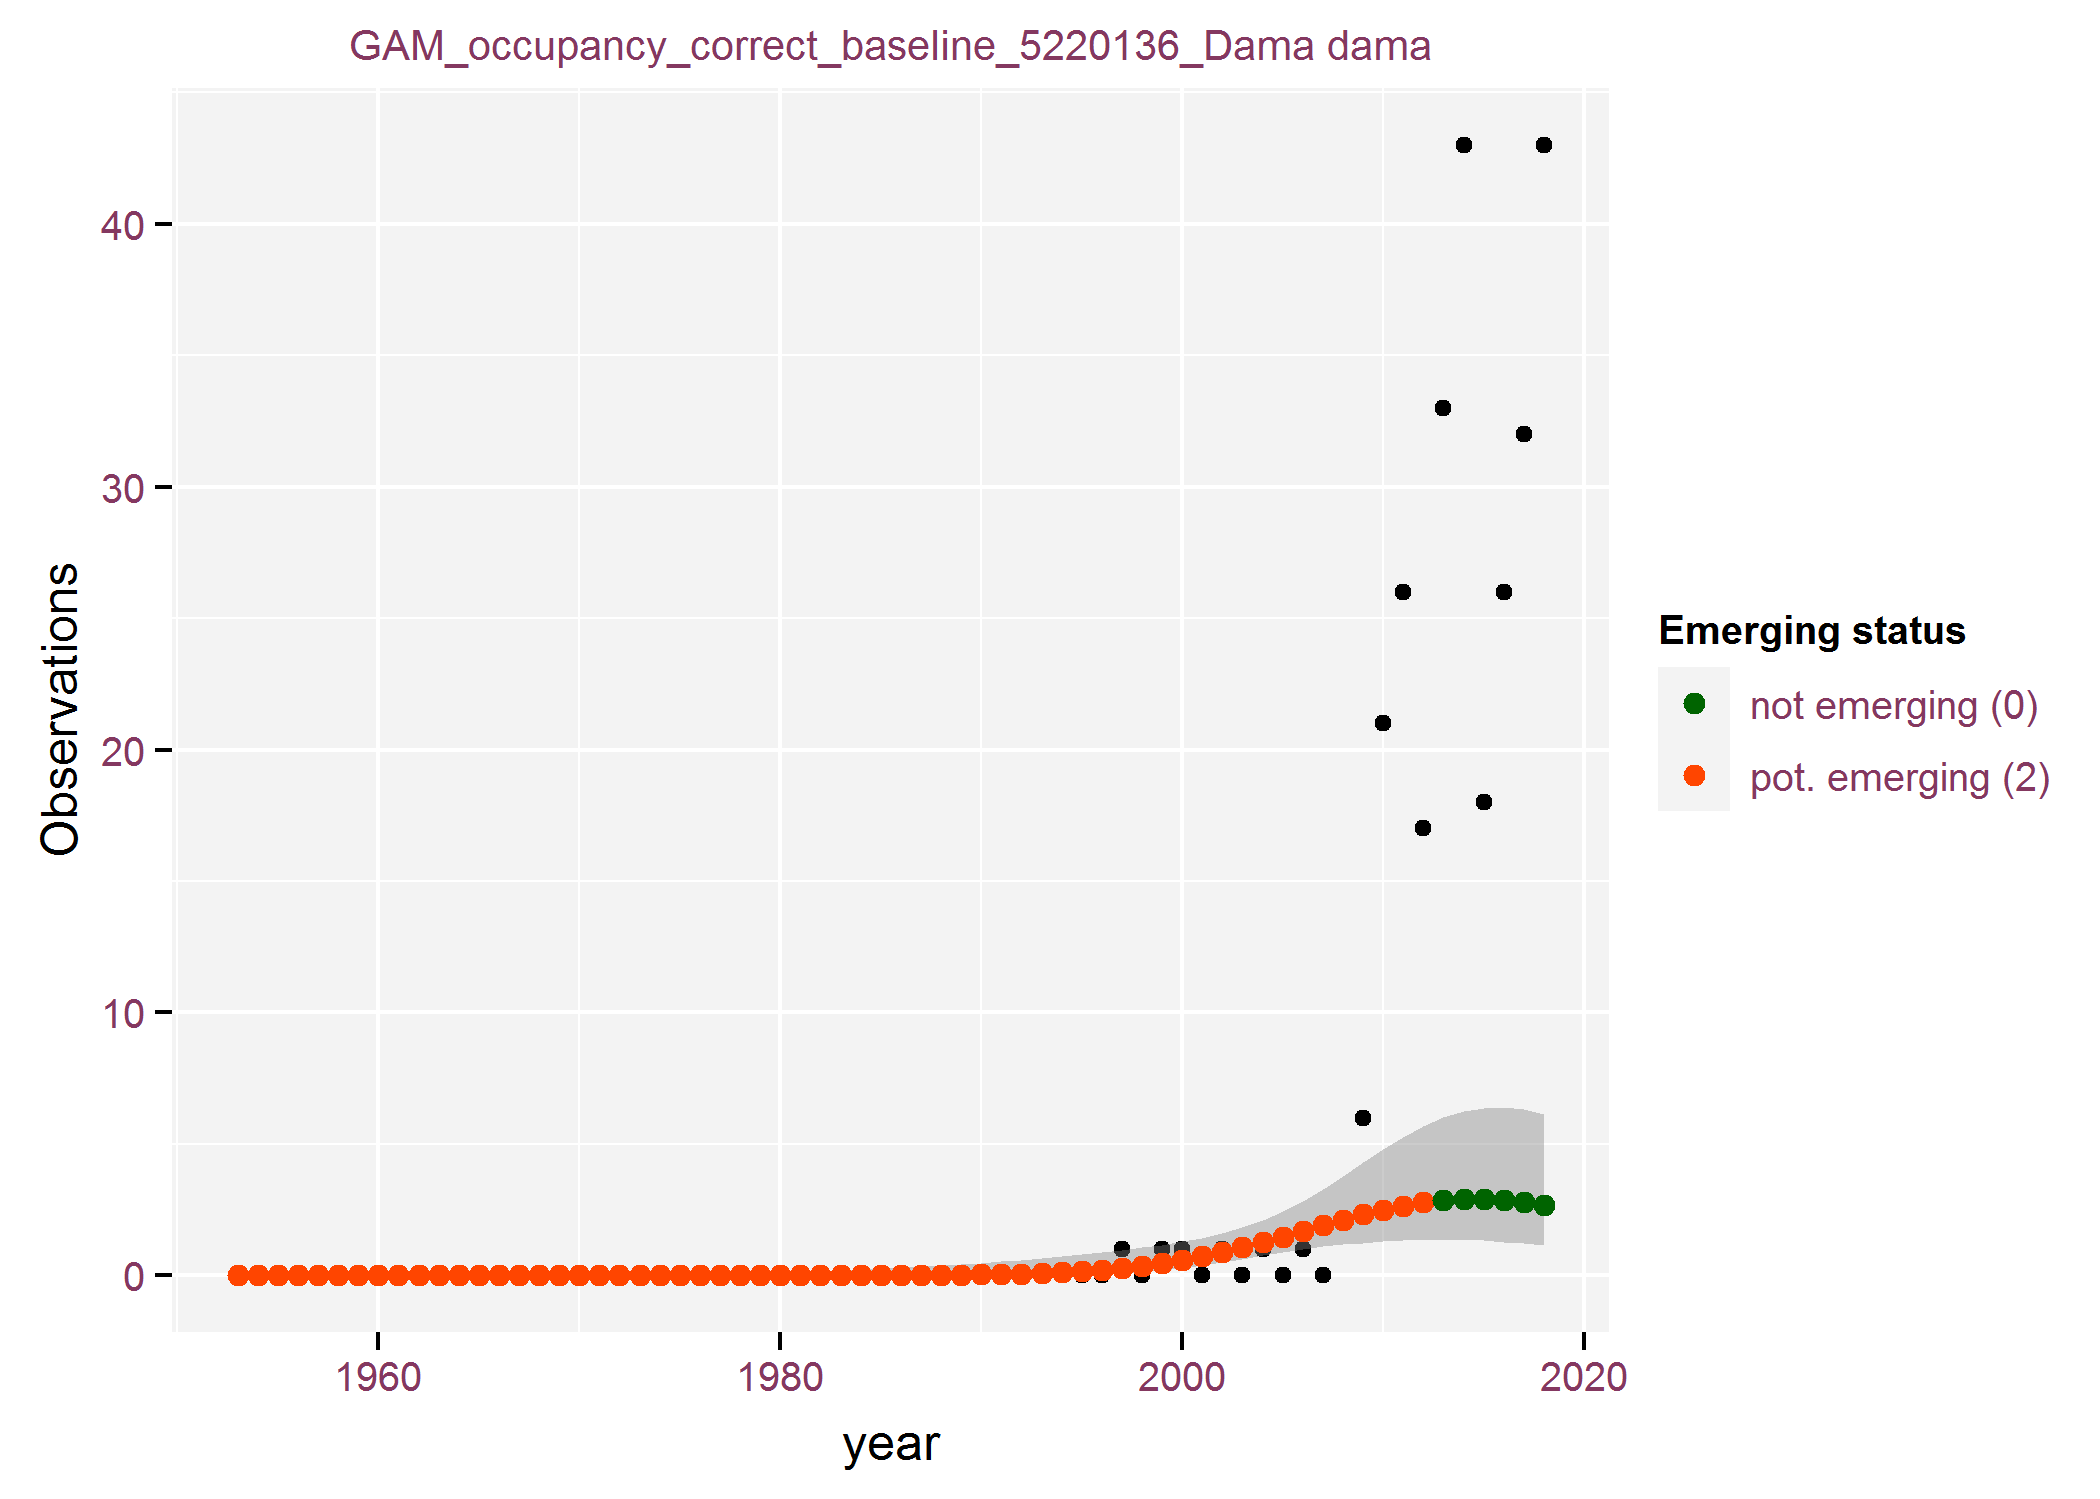 GAM_occupancy_correct_baseline_5220136_Dama dama
40
30
20
10
0
Observations
1960 1980 2000 2020
year
Emerging status
not emerging (0)
pot. emerging (2)